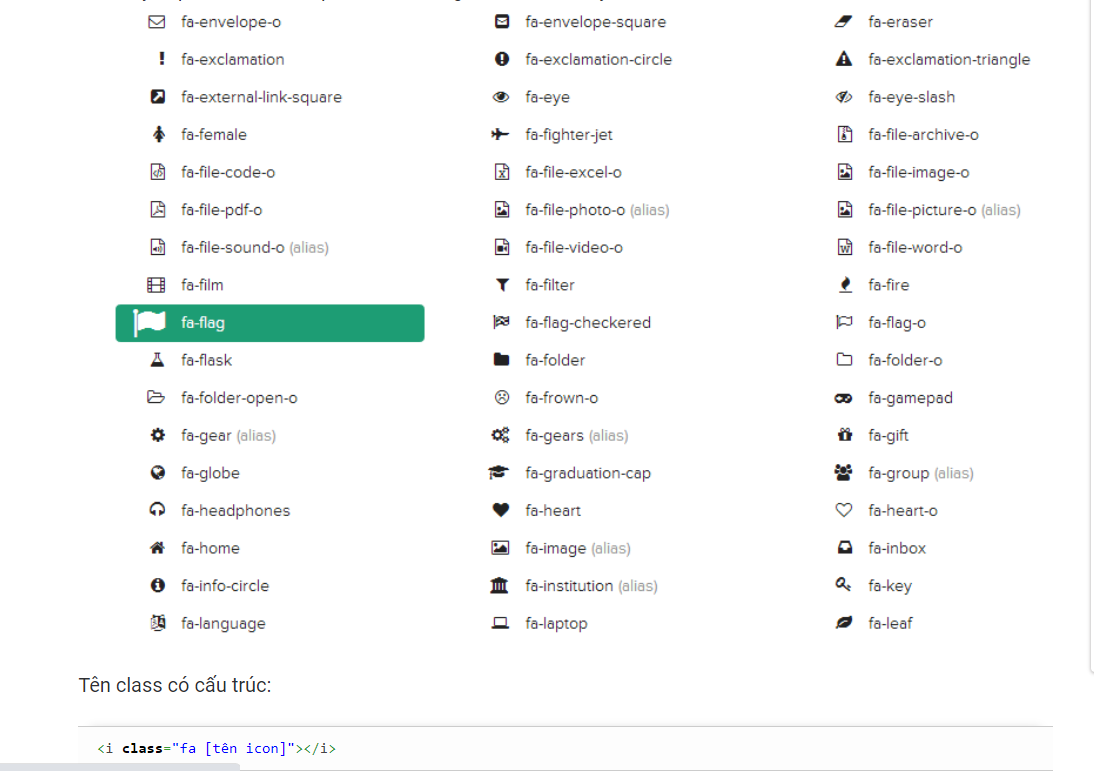 fa-envelope-o fa-envelope-square fa-eraser
fa-exclamation fa-exclamation-circle fa-exclamation-triangle
fa-external-link-square fa-eye fa-eye-slash
fa-female fa-fighter-jet fa-file-archive-o
fa-file-code-o fa-file-excel-o fa-file-image-o
fa-file-pdf-o fa-file-photo-o (alias) fa-file-picture-o (alias)
fa-file-sound-o (alias) fa-file-video-o fa-file-word-o
fa-film fa-filter fa-fire
fa-flag fa-flag-checkered fa-flag-o
fa-flask fa-folder fa-folder-o
fa-folder-open-o fa-frown-o fa-gamepad
fa-gear (alias) fa-gears (alias) fa-gift
fa-globe fa-graduation-cap fa-group (alias)
fa-headphones fa-heart fa-heart-o
fa-home fa-image (alias) fa-inbox
fa-info-circle fa-institution (alias) fa-key
fa-language fa-laptop fa-leaf
Tên class có cấu trúc:
<i class="fa [tên icon]"></i>